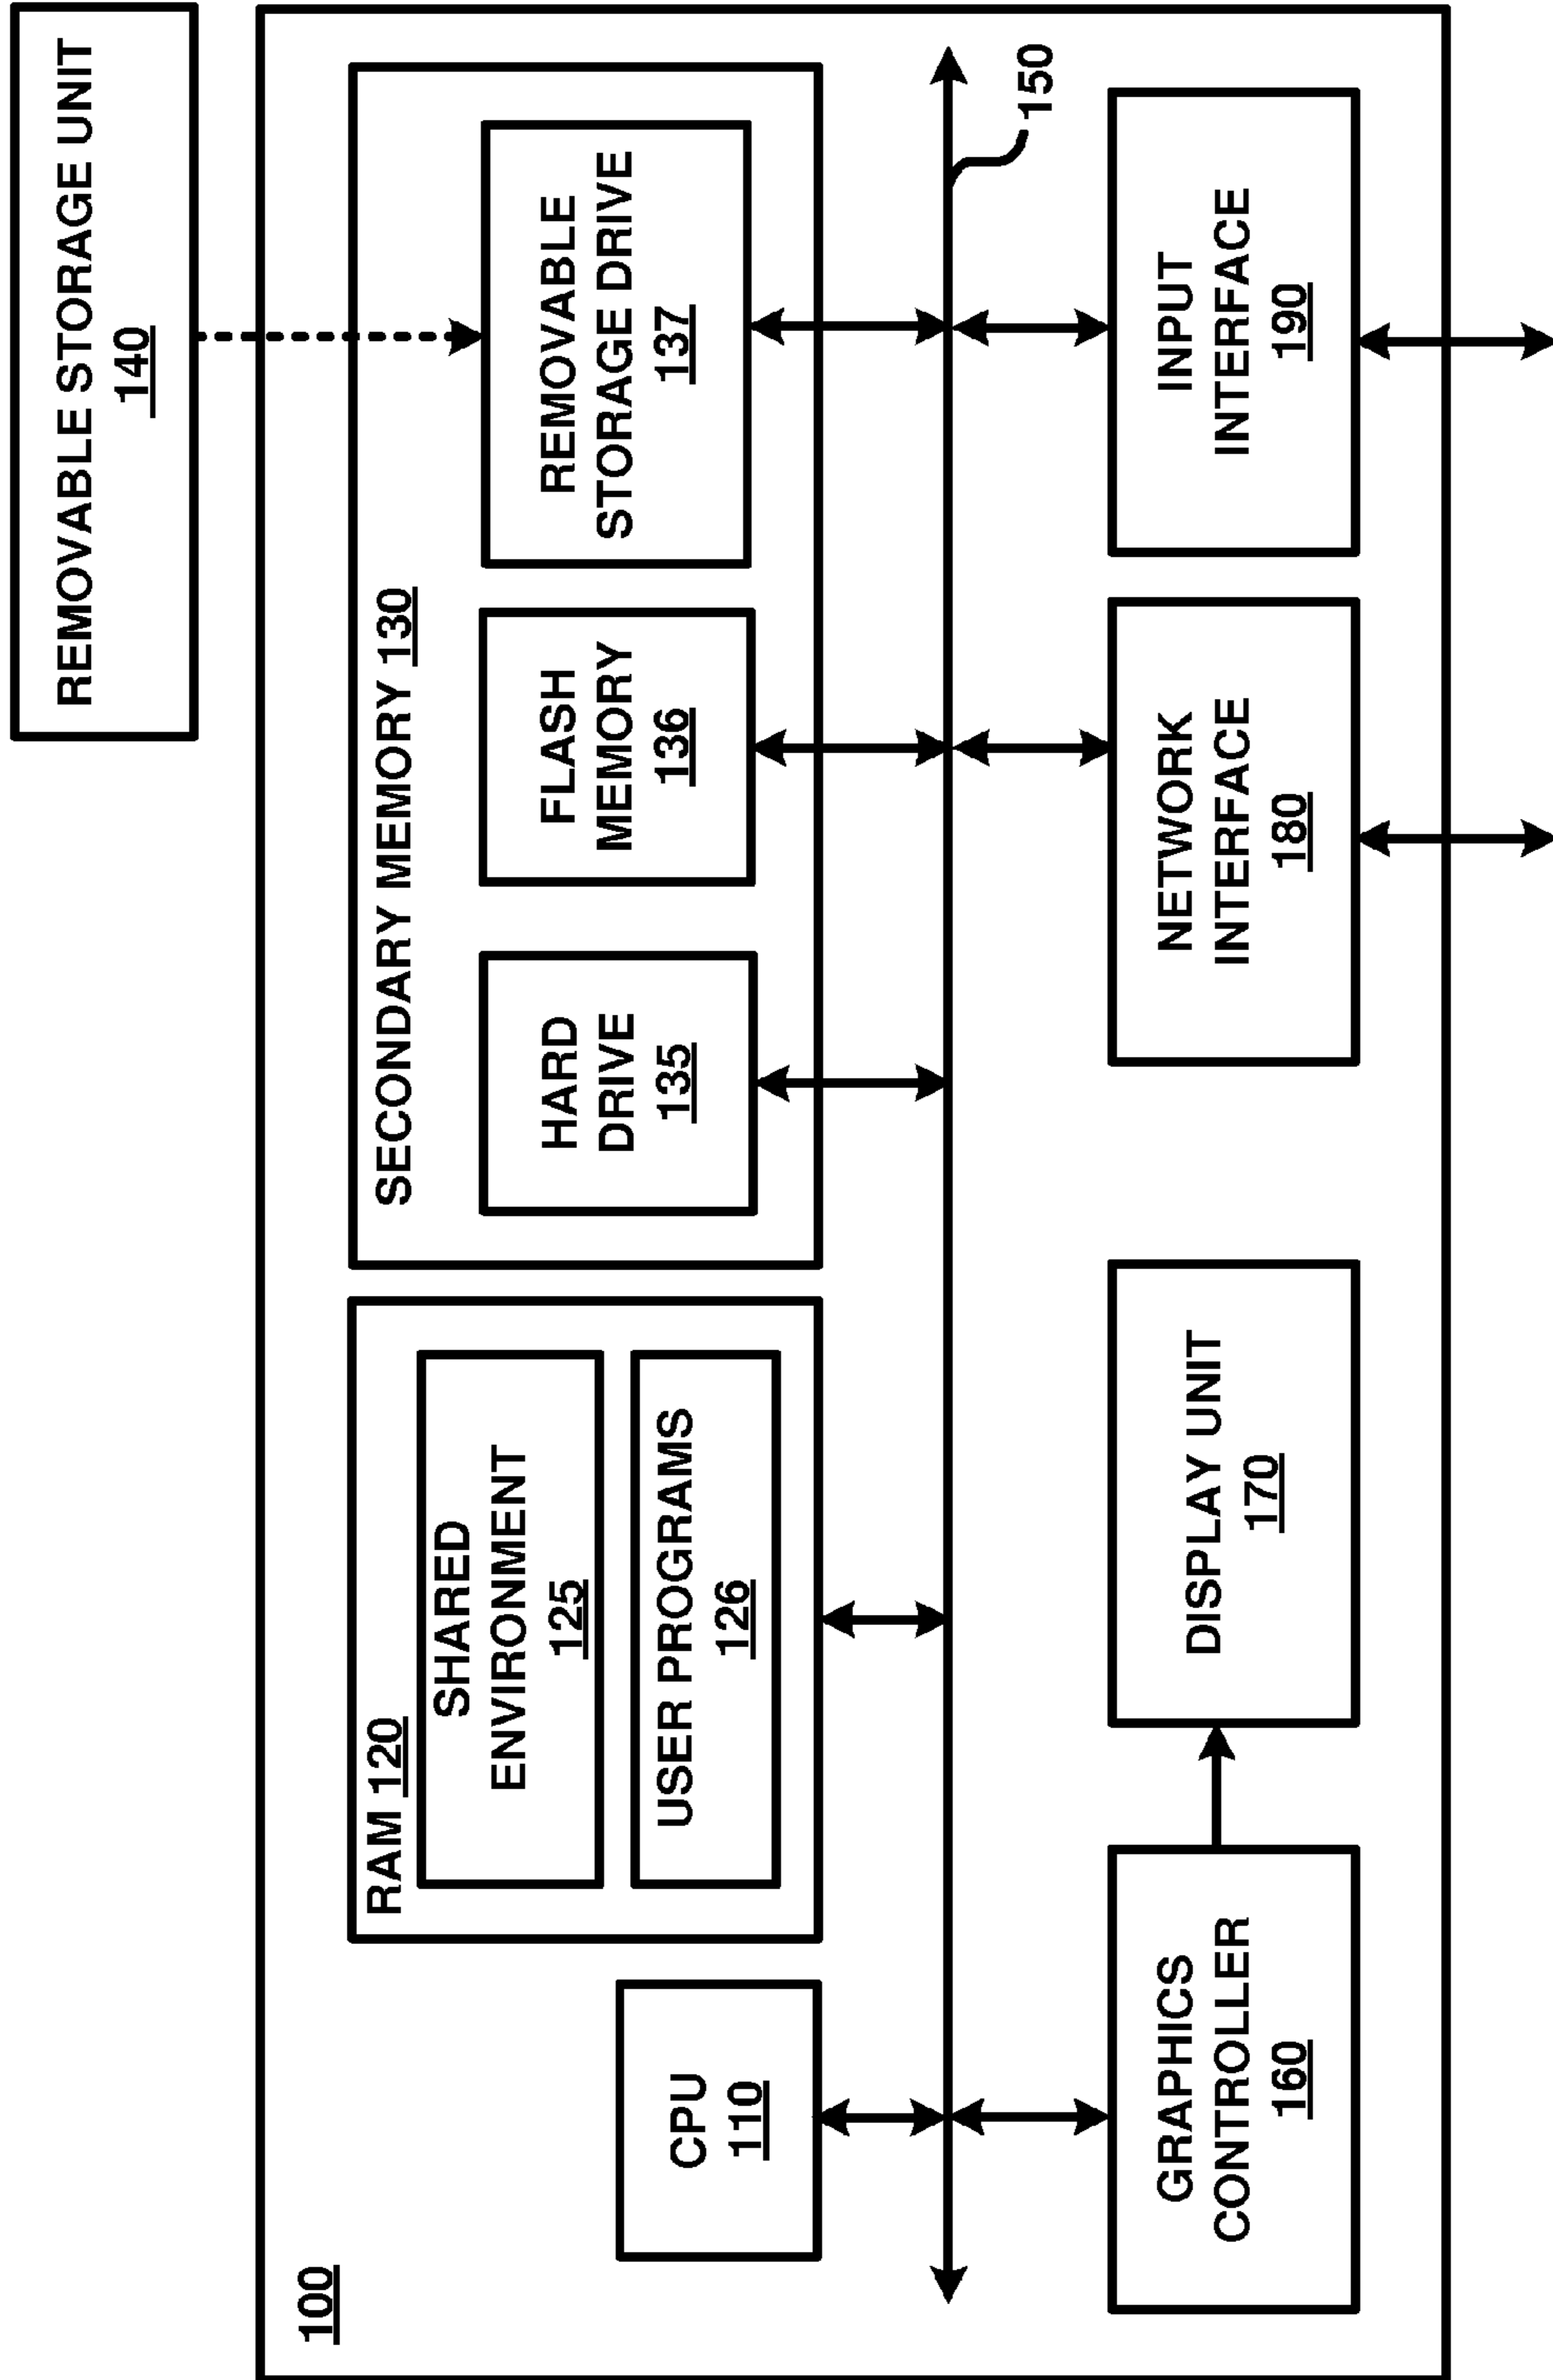 REMOVABLE STORAGE UNIT
140
100
RAM 120
SHARED
ENVIRONMENT
125
USER PROGRAMS
126
CPU
110
SECONDARY MEMORY 130
HARD
DRIVE
135
FLASH
MEMORY
136
REMOVABLE
STORAGE DRIVE
137
150
GRAPHICS
CONTROLLER
160
DISPLAY UNIT
170
NETWORK
INTERFACE
180
INPUT
INTERFACE
190